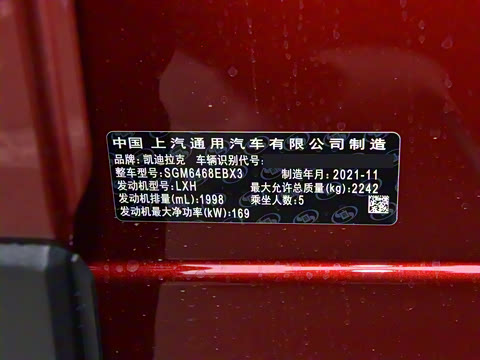 中国 上汽通用汽车有限公司制造
品牌: 凯迪拉克 车辆识别代号:
整车型号:SGM6468EBX3 制造年月: 2021-11
发动机型号:LXH 最大允许总质量(kg):2242
发动机排量(mL):1998 乘坐人数:5
发动机最大净功率(kW):169